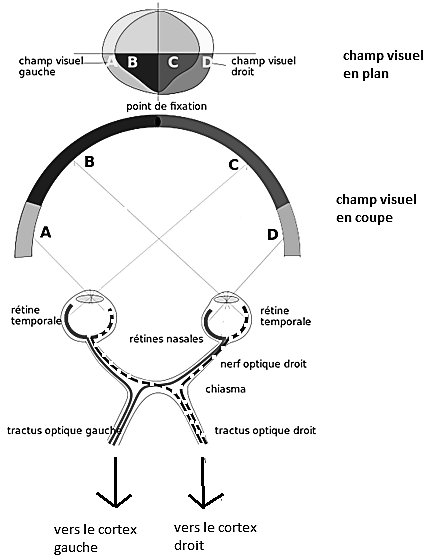 champ visuel
gauche
A
B
C
D
champ visuel
droit
champ visuel
en plan
point de fixation
B
C
champ visuel
en coupe
A
D
rétine
temporale
rétine
temporale
rétines nasales
nerf optique droit
chiasma
tractus optique gauche
tractus optique droit
vers le cortex
gauche
vers le cortex
droit